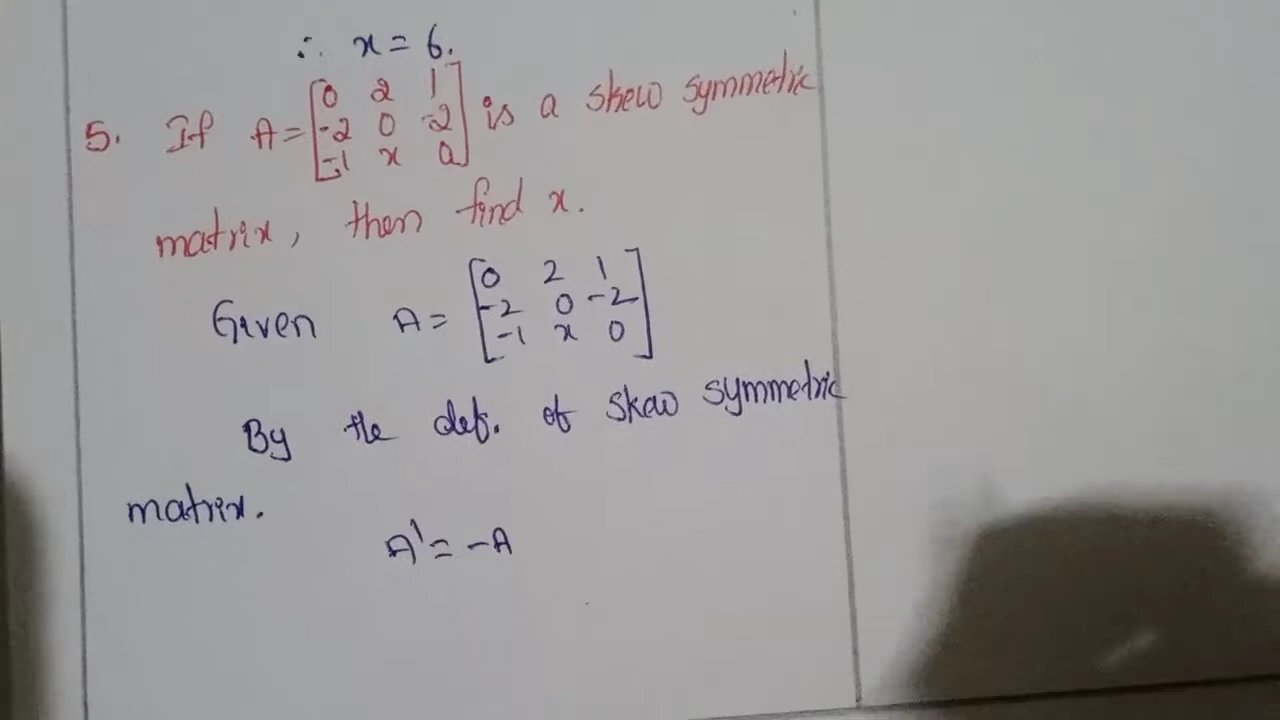 ∴ x = 6.
5. If A = [0 2 1
-2 0 -2
-1 x 0] is a skew symmetric
matrix, then find x.
Given A = [0 2 1
-2 0 -2
-1 x 0]
By the def. of skew symmetric
matrix.
A' = -A